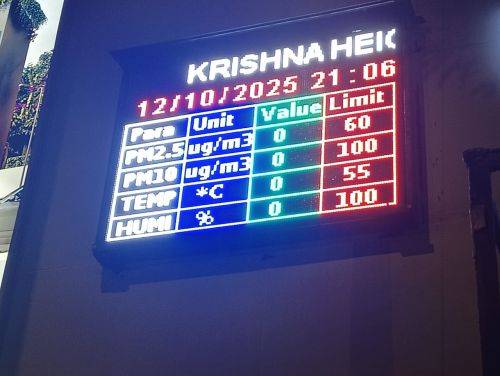 KRISHNA HEI
12/10/2025 21:06
Para Unit Value Limit
PM2.5 ug/m3 0 60
PM10 ug/m3 0 100
TEMP *C 0 55
HUMI % 0 100